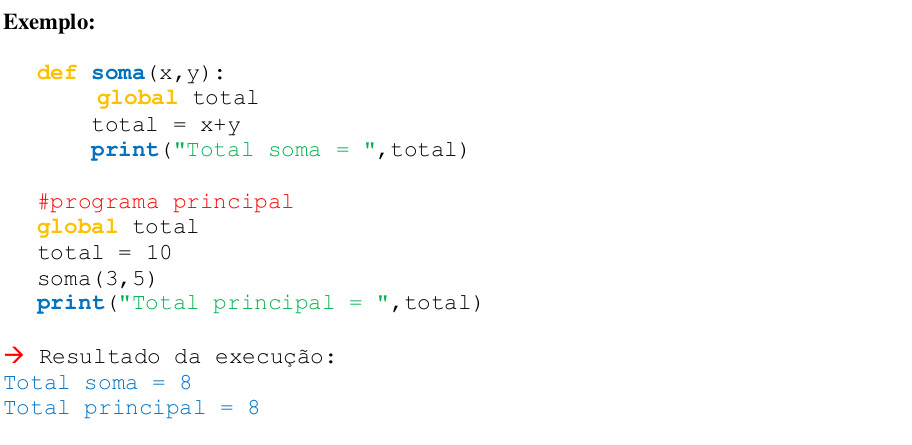 Exemplo:
def soma(x,y):
global total
total = x+y
print("Total soma = ",total)
#programa principal
global total
total = 10
soma(3,5)
print("Total principal = ",total)
→ Resultado da execução:
Total soma = 8
Total principal = 8